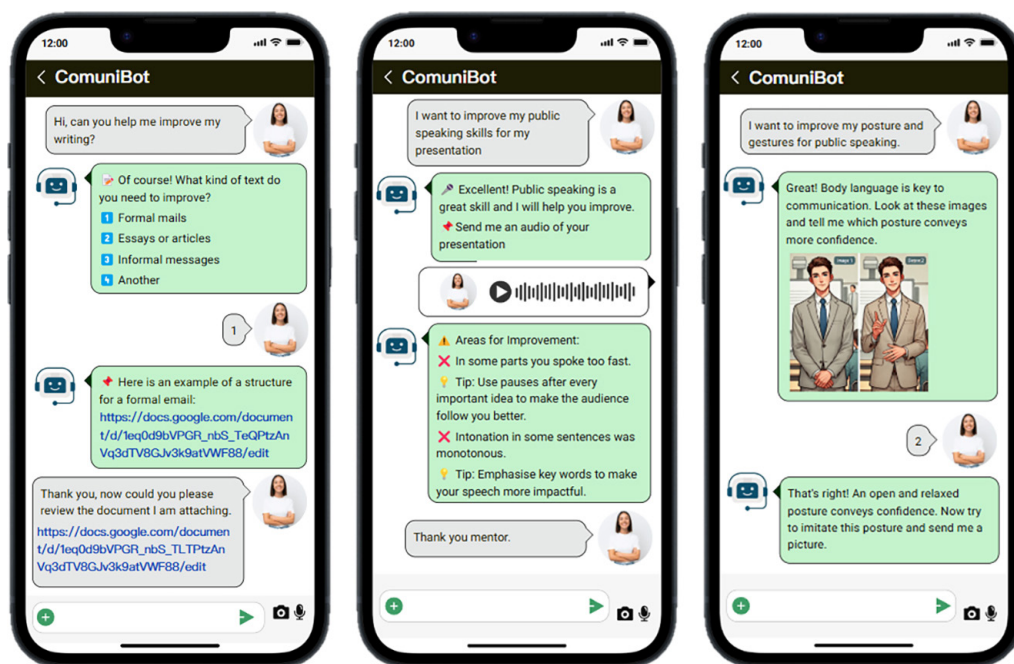 12:00
ComuniBot
Hi, can you help me improve my
writing?
📝 Of course! What kind of text do
you need to improve?
1️⃣ Formal mails
2️⃣ Essays or articles
3️⃣ Informal messages
4️⃣ Another
1
📌 Here is an example of a structure
for a formal email:
https://docs.google.com/documen
t/d/1eq0d9bVPGR_nbS_TeQPtzAn
Vq3dTV8GJv3k9atVWF88/edit
Thank you, now could you please
review the document I am attaching.
https://docs.google.com/documen
t/d/1eq0d9bVPGR_nbS_TLTPtzAn
Vq3dTV8GJv3k9atVWF88/edit
12:00
ComuniBot
I want to improve my public
speaking skills for my
presentation
🎤 Excellent! Public speaking is a
great skill and I will help you improve.
📌 Send me an audio of your
presentation
⚠️ Areas for Improvement:
❌ In some parts you spoke too fast.
💡 Tip: Use pauses after every
important idea to make the audience
follow you better.
❌ Intonation in some sentences was
monotonous.
💡 Tip: Emphasise key words to make
your speech more impactful.
Thank you mentor.
12:00
ComuniBot
I want to improve my posture and
gestures for public speaking.
Great! Body language is key to
communication. Look at these images
and tell me which posture conveys
more confidence.
Image 1
2
That's right! An open and relaxed
posture conveys confidence. Now try
to imitate this posture and send me a
picture.